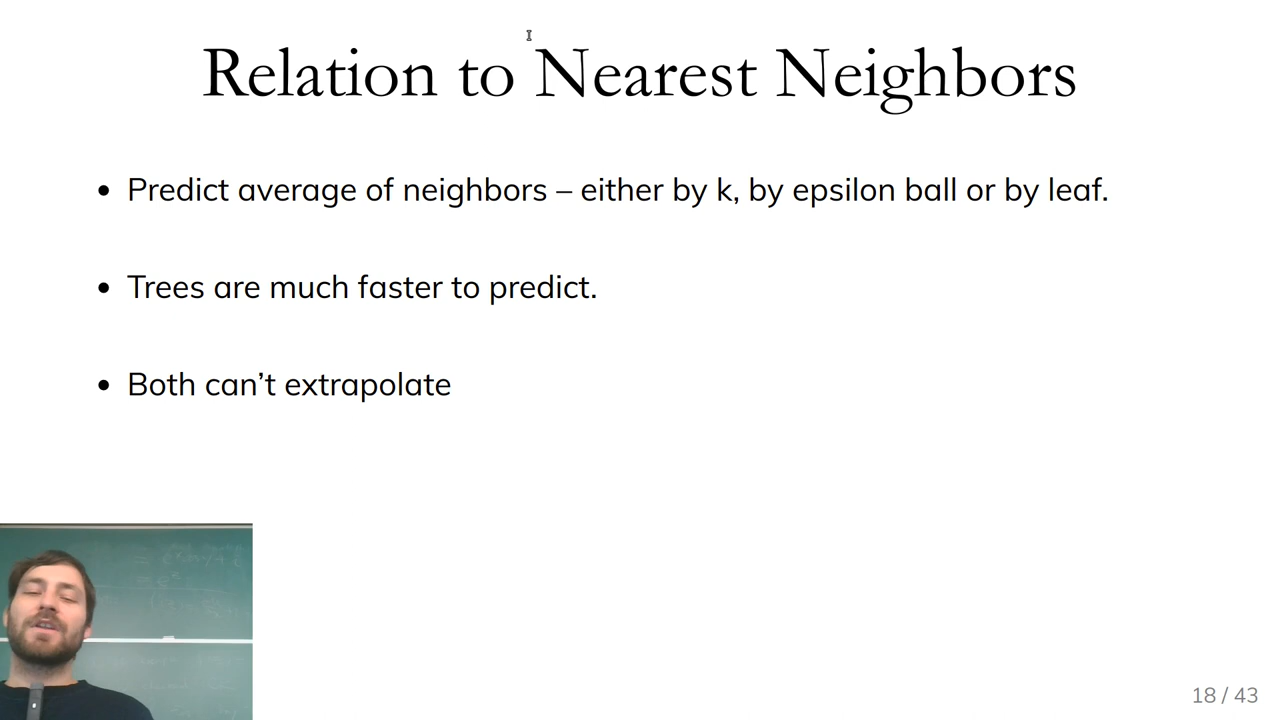 Relation to Nearest Neighbors
• Predict average of neighbors – either by k, by epsilon ball or by leaf.
• Trees are much faster to predict.
• Both can’t extrapolate
18 / 43